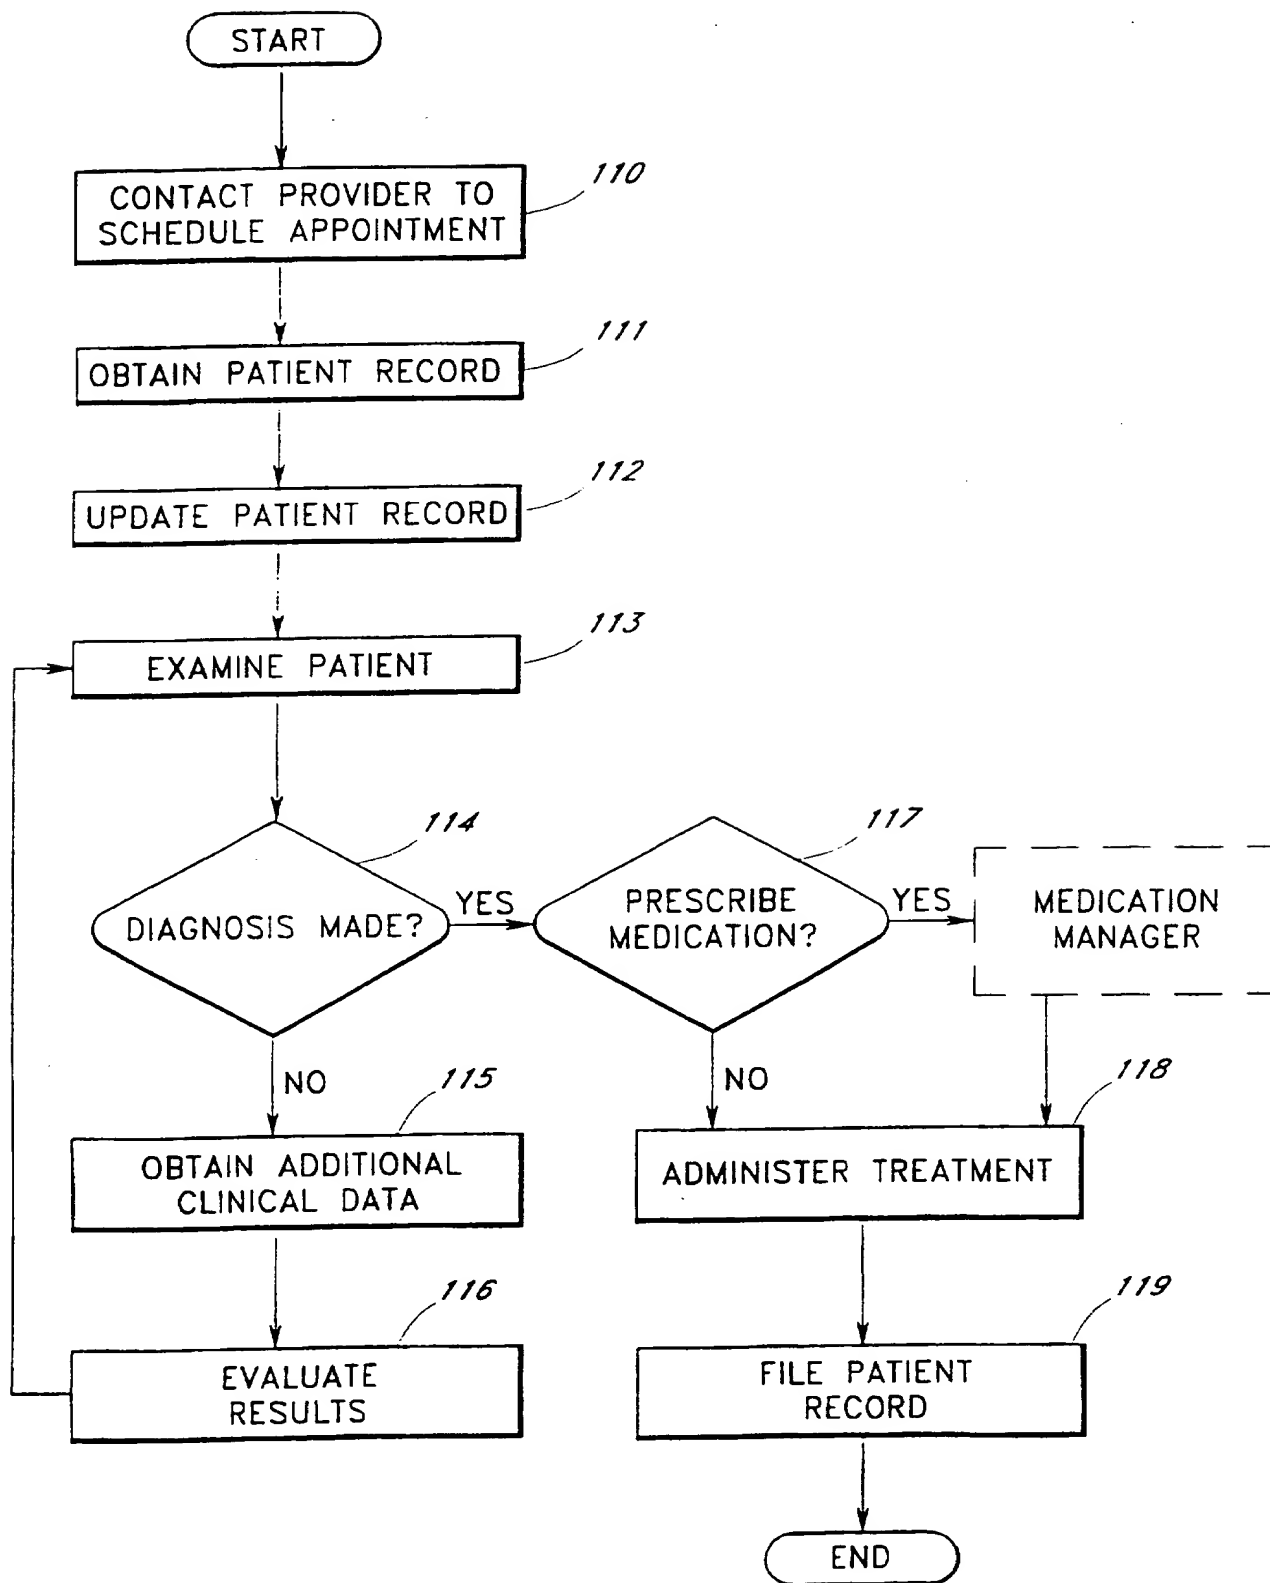 START
CONTACT PROVIDER TO
SCHEDULE APPOINTMENT
110
OBTAIN PATIENT RECORD
111
UPDATE PATIENT RECORD
112
EXAMINE PATIENT
113
DIAGNOSIS MADE?
114
YES
PRESCRIBE
MEDICATION?
117
YES
MEDICATION
MANAGER
NO
OBTAIN ADDITIONAL
CLINICAL DATA
115
NO
ADMINISTER TREATMENT
118
EVALUATE
RESULTS
116
FILE PATIENT
RECORD
119
END